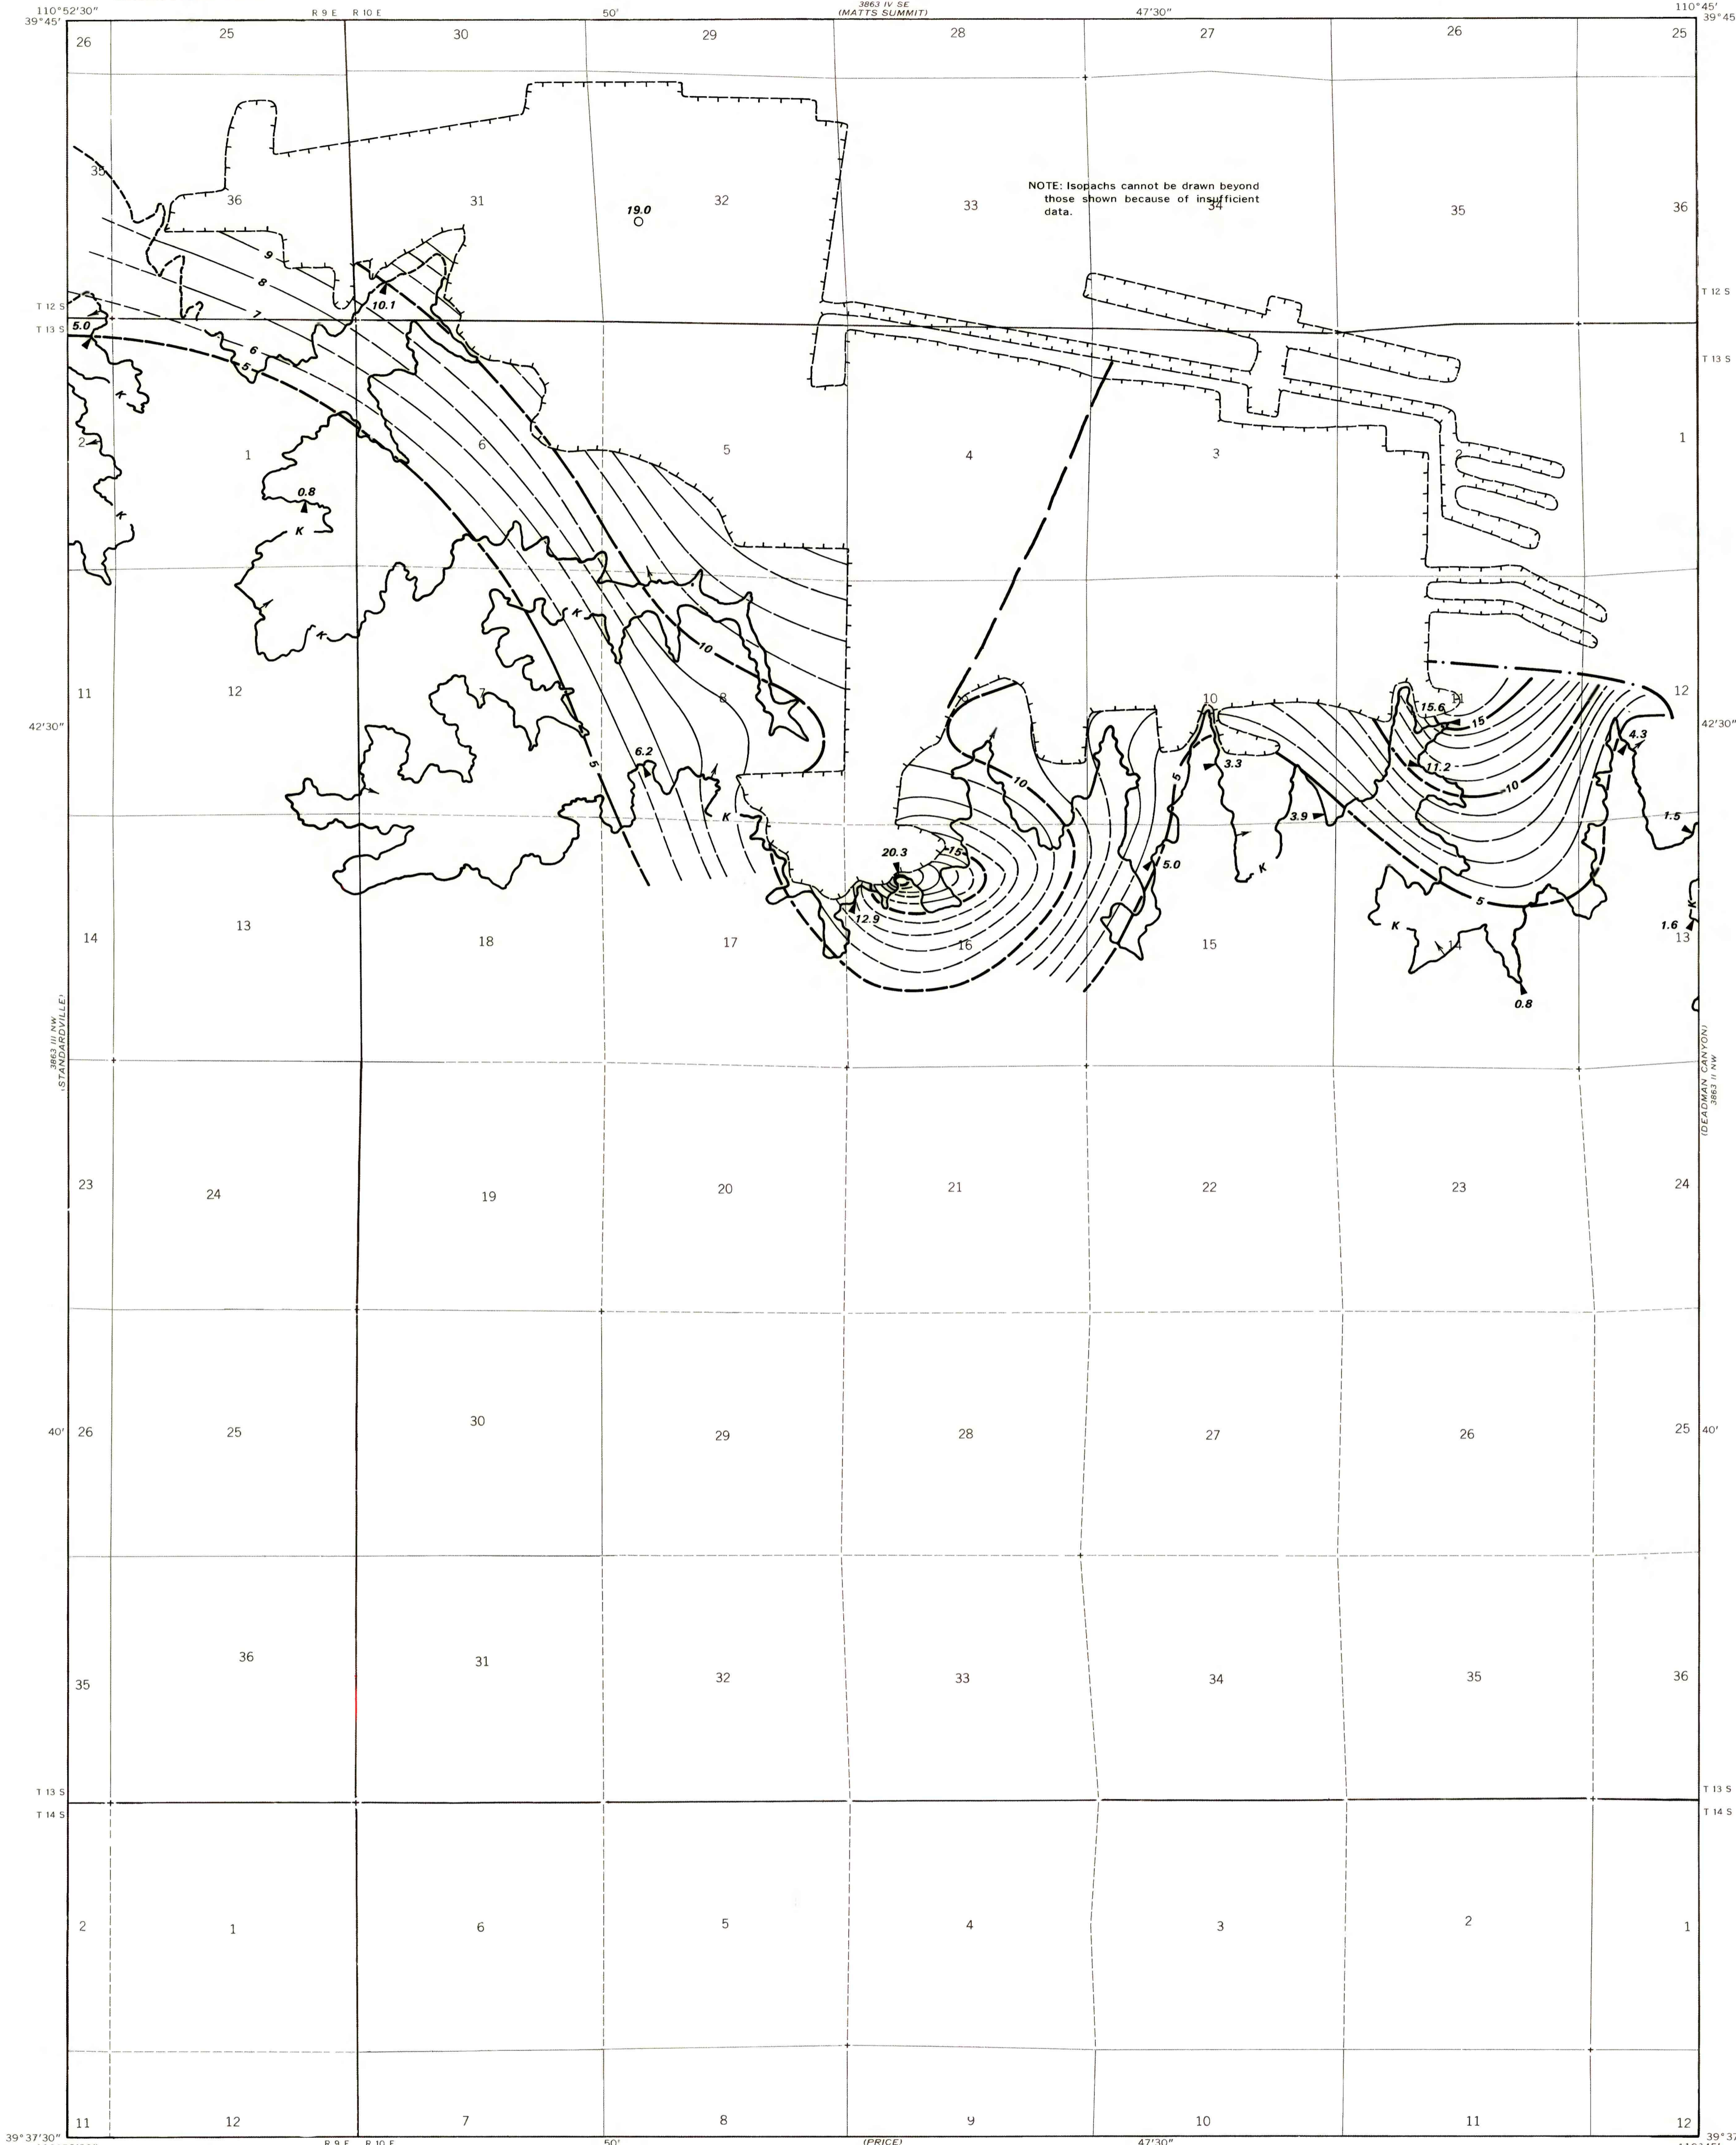 110°52'30" R 9 E R 10 E 50' 3863 IV SE 47'30" 110°45'
(MATTS SUMMIT)
39°45' 39°45'
26 25 30 29 28 27 26 25
35 36 31 32 33 34 35 36
19.0
NOTE: Isopachs cannot be drawn beyond
those shown because of insufficient
data.
9
8
7
6
5
10.1
T 12 S T 12 S
T 13 S T 13 S
5.0
K
2 1 6 5 4 3 2 1
0.8
K
K
K
K
10
11 12 7 8 9 10 11 12
42'30" 42'30"
15.6
15
4.3
6.2
5
10
5
3.3
11.2
10
K
3.9
1.5
20.3
15
5.0
K
12.9
5
K
K
1.6
14 13 18 17 16 15 14 13
0.8
3863 III NW
(STANDARDVILLE)
(DEADMAN CANYON)
3863 II NW
23 24 19 20 21 22 23 24
40' 26 25 30 29 28 27 26 25 40'
35 36 31 32 33 34 35 36
T 13 S T 13 S
T 14 S T 14 S
2 1 6 5 4 3 2 1
11 12 7 8 9 10 11 12
39°37'30" R 9 E R 10 E 50' (PRICE) 47'30"